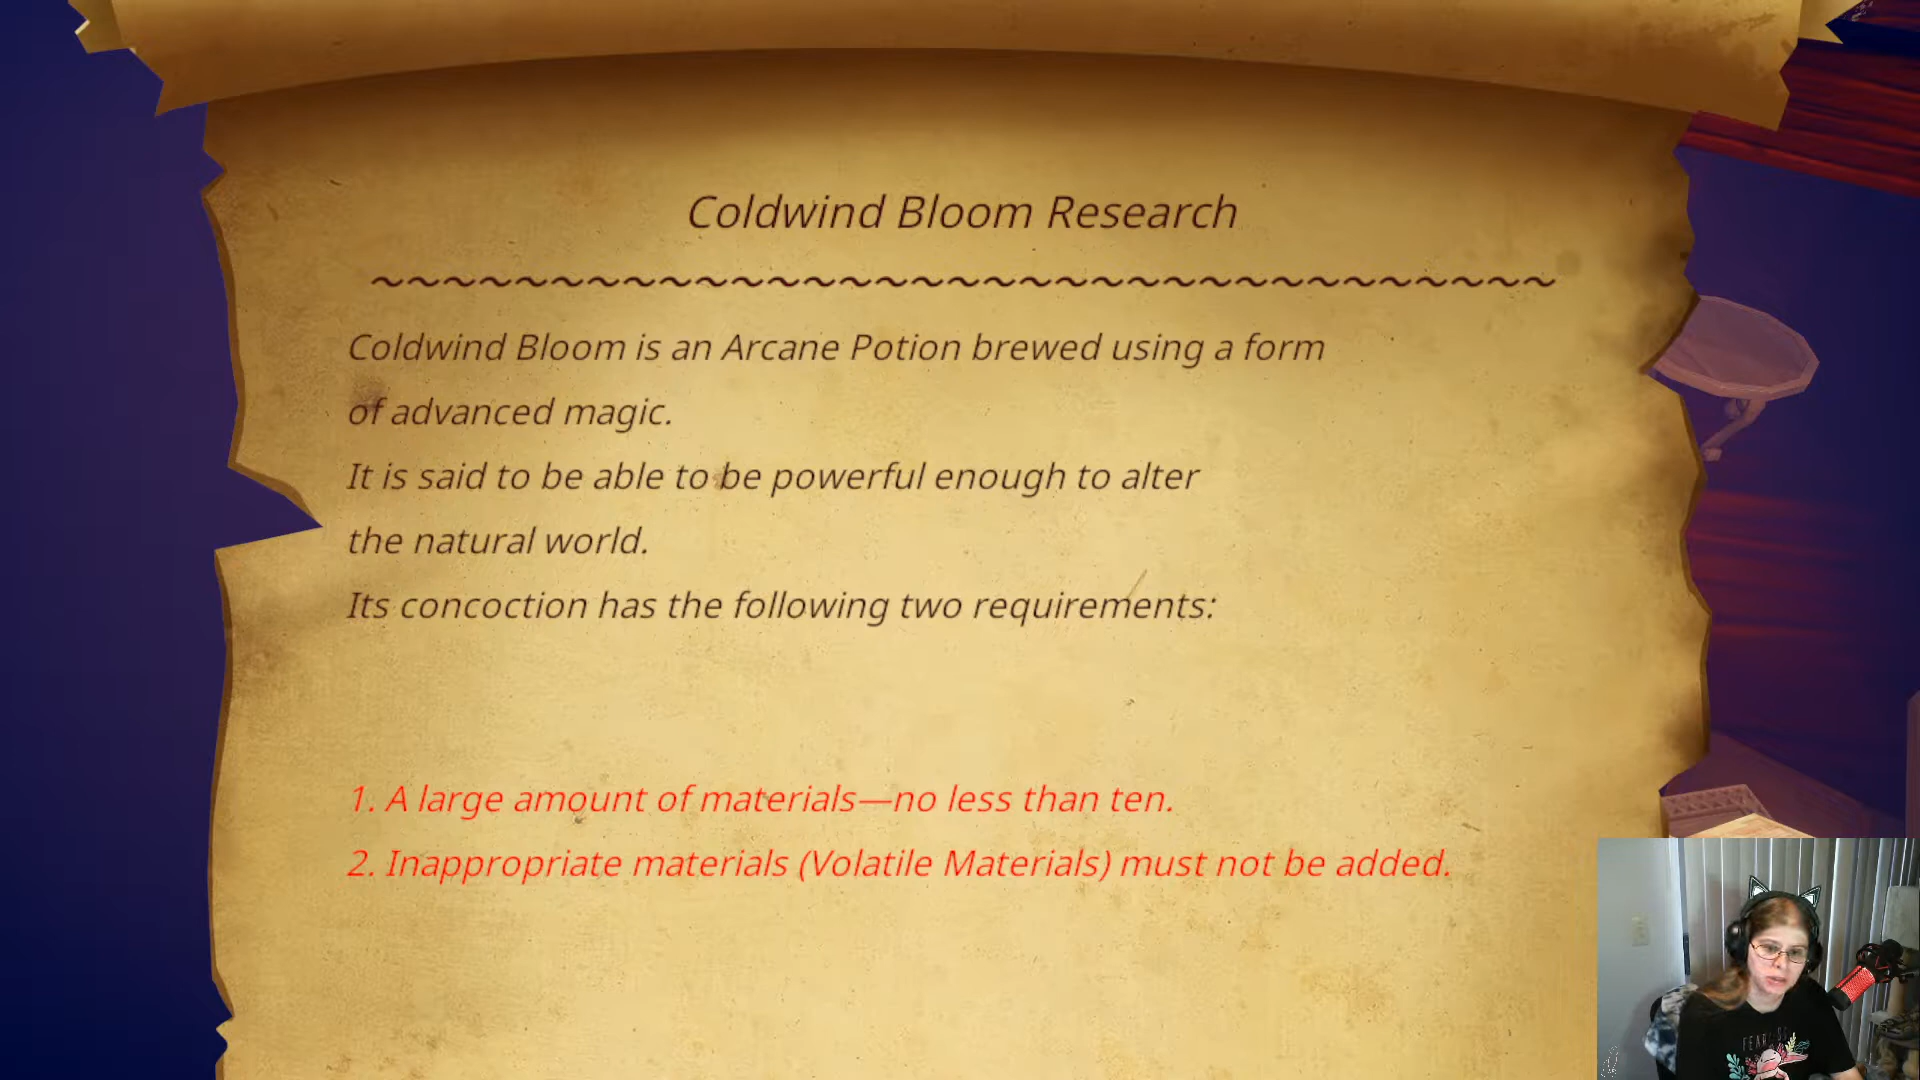 Coldwind Bloom Research
~~~~~~~~~~~~~~~~~~~~~~~~~~~~~~~~~
Coldwind Bloom is an Arcane Potion brewed using a form
of advanced magic.
It is said to be able to be powerful enough to alter
the natural world.
Its concoction has the following two requirements:
1. A large amount of materials—no less than ten.
2. Inappropriate materials (Volatile Materials) must not be added.